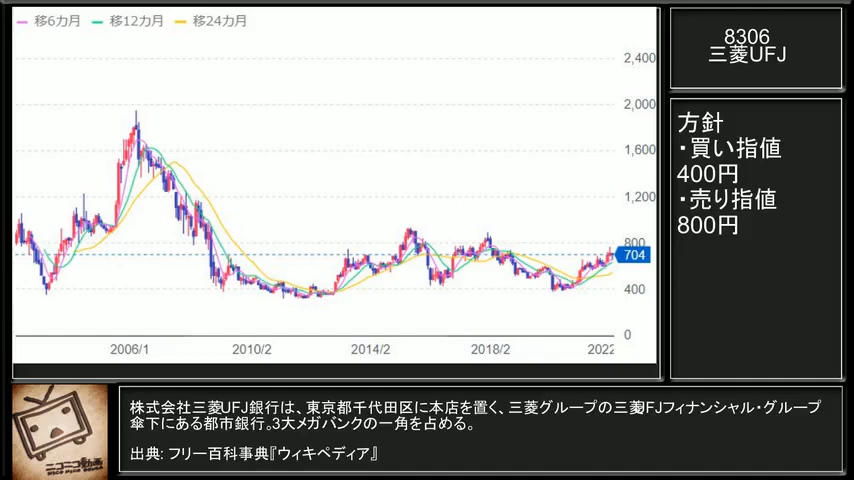 移6カ月 移12カ月 移24カ月
2,400
2,000
1,600
1,200
800
704
400
0
2006/1 2010/2 2014/2 2018/2 2022
8306
三菱UFJ
方針
・買い指値
400円
・売り指値
800円
株式会社三菱UFJ銀行は、東京都千代田区に本店を置く、三菱グループの三菱UFJフィナンシャル・グループ
傘下にある都市銀行。3大メガバンクの一角を占める。
出典: フリー百科事典『ウィキペディア』
ニコニコ動画